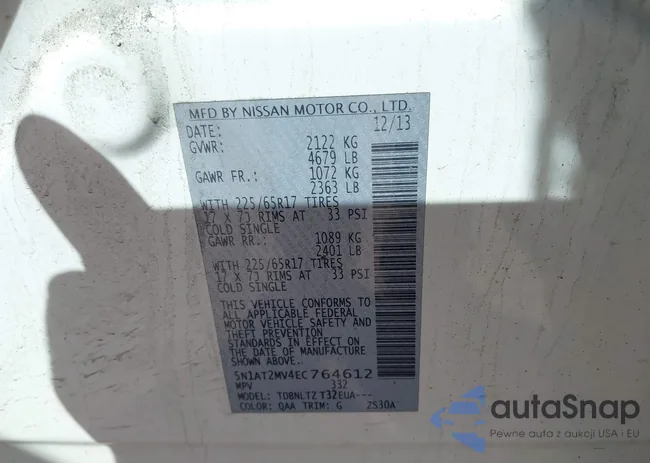 MFD BY NISSAN MOTOR CO., LTD.
DATE: 12/13
GVWR: 2122 KG
4679 LB
GAWR FR.: 1072 KG
2363 LB
WITH 225/65R17 TIRES
17 X 7J RIMS AT 33 PSI
COLD SINGLE
GAWR RR.: 1089 KG
2401 LB
WITH 225/65R17 TIRES
17 X 7J RIMS AT 33 PSI
COLD SINGLE
THIS VEHICLE CONFORMS TO
ALL APPLICABLE FEDERAL
MOTOR VEHICLE SAFETY AND
THEFT PREVENTION
STANDARDS IN EFFECT ON
THE DATE OF MANUFACTURE
SHOWN ABOVE.
5N1AT2MV4EC764612
MPV 332
MODEL: TDBNLTZ T32EUA---
COLOR: QAA TRIM: G 2530A
autoSnap
Pewne auta z aukcji USA i EU